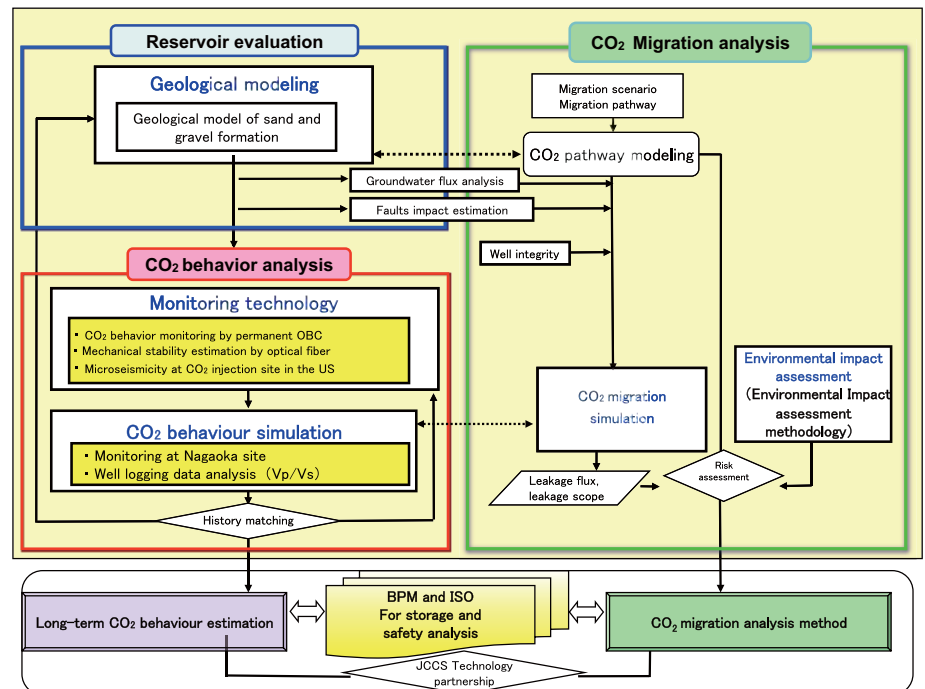 Reservoir evaluation
Geological modeling
Geological model of sand and
gravel formation
Groundwater flux analysis
Faults impact estimation
CO₂ Migration analysis
Migration scenario
Migration pathway
CO₂ pathway modeling
Well integrity
CO₂ behavior analysis
Monitoring technology
▪ CO₂ behavior monitoring by permanent OBC
▪ Mechanical stability estimation by optical fiber
▪ Microseismicity at CO₂ injection site in the US
CO₂ behaviour simulation
▪ Monitoring at Nagaoka site
▪ Well logging data analysis (Vp/Vs)
History matching
CO₂ migration
simulation
Environmental impact
assessment
(Environmental Impact
assessment
methodology)
Leakage flux,
leakage scope
Risk
assessment
Long-term CO₂ behaviour estimation
BPM and ISO
For storage and
safety analysis
CO₂ migration analysis method
JCCS Technology
partnership